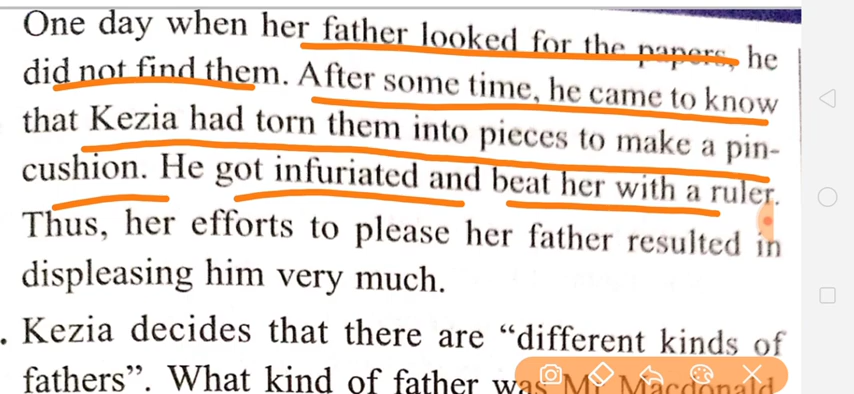 One day when her father looked for the papers, he
did not find them. After some time, he came to know
that Kezia had torn them into pieces to make a pin-
cushion. He got infuriated and beat her with a ruler.
Thus, her efforts to please her father resulted in
displeasing him very much.
. Kezia decides that there are “different kinds of
fathers”. What kind of father was Mr Macdonald